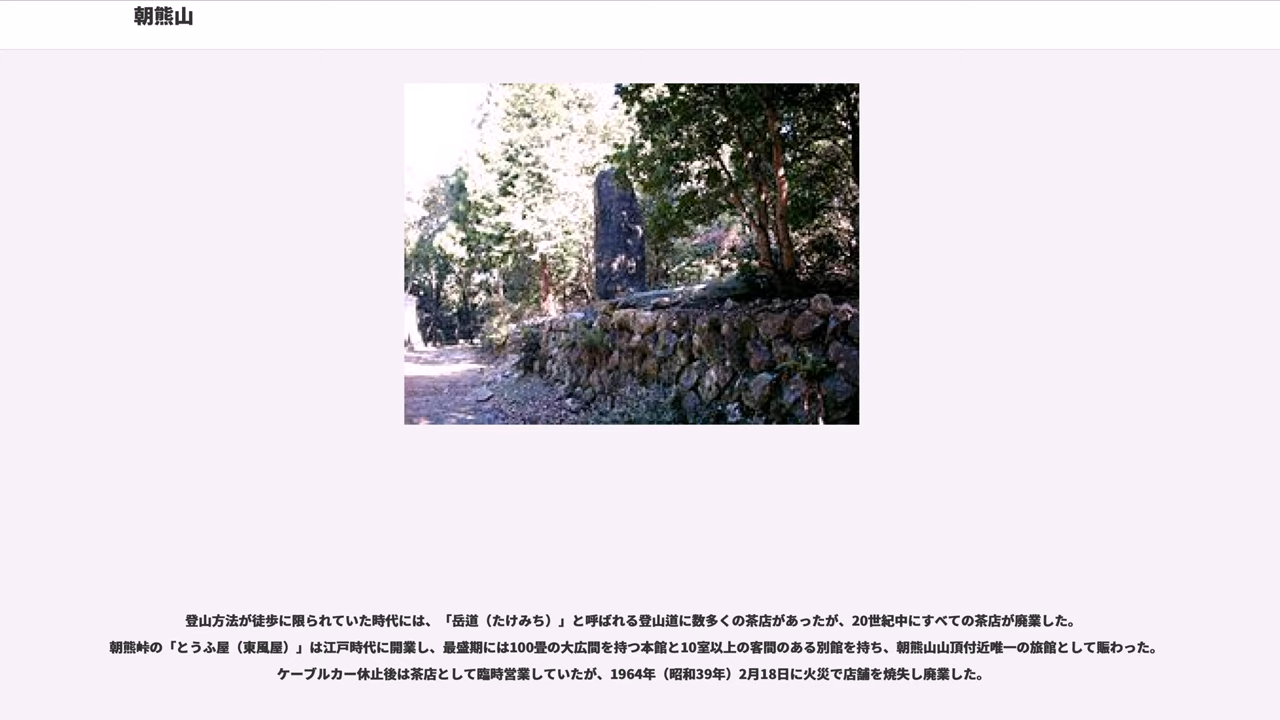 朝熊山
登山方法が徒歩に限られていた時代には、「岳道（たけみち）」と呼ばれる登山道に数多くの茶店があったが、20世紀中にすべての茶店が廃業した。
朝熊峠の「とうふ屋（東風屋）」は江戸時代に開業し、最盛期には100畳の大広間を持つ本館と10室以上の客間のある別館を持ち、朝熊山山頂付近唯一の旅館として賑わった。
ケーブルカー休止後は茶店として臨時営業していたが、1964年（昭和39年）2月18日に火災で店舗を焼失し廃業した。